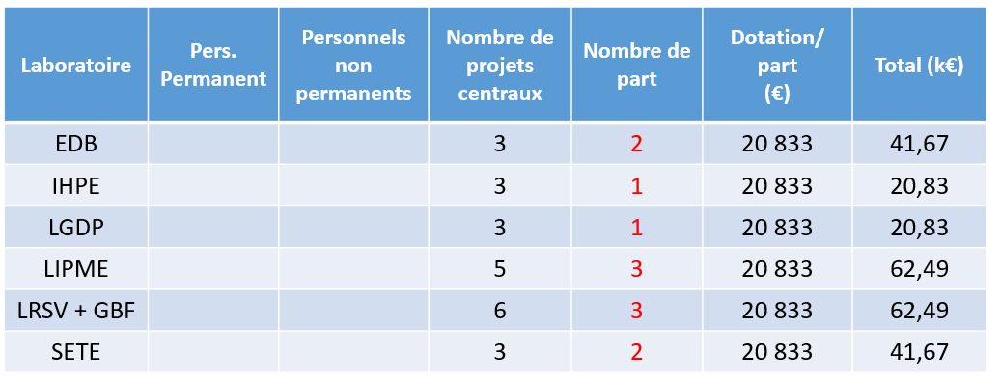 Laboratoire
Pers.
Permanent
Personnels
non
permanents
Nombre de
projets
centraux
Nombre de
part
Dotation/
part
(€)
Total (k€)
EDB 3 2 20 833 41,67
IHPE 3 1 20 833 20,83
LGDP 3 1 20 833 20,83
LIPME 5 3 20 833 62,49
LRSV + GBF 6 3 20 833 62,49
SETE 3 2 20 833 41,67